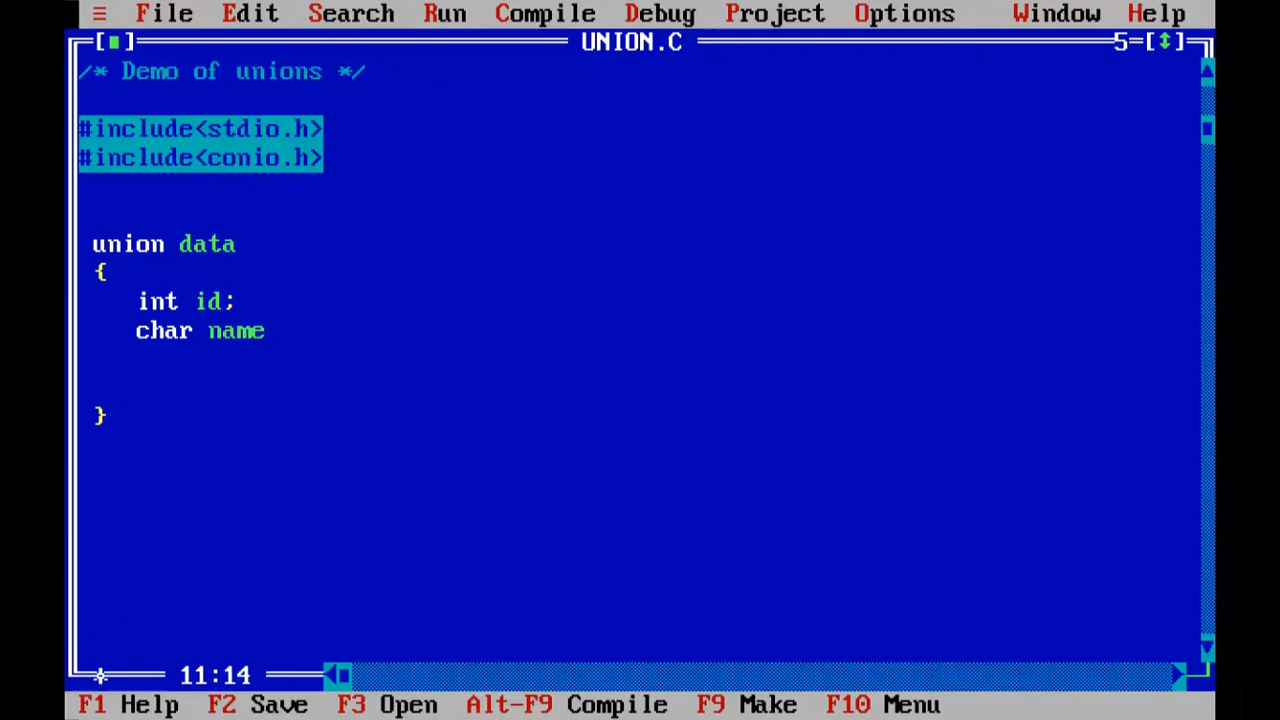 ≡ File Edit Search Run Compile Debug Project Options Window Help
[■] UNION.C 5=[↕]
/* Demo of unions */
#include<stdio.h>
#include<conio.h>
union data
{
int id;
char name
}
* 11:14
F1 Help F2 Save F3 Open Alt-F9 Compile F9 Make F10 Menu